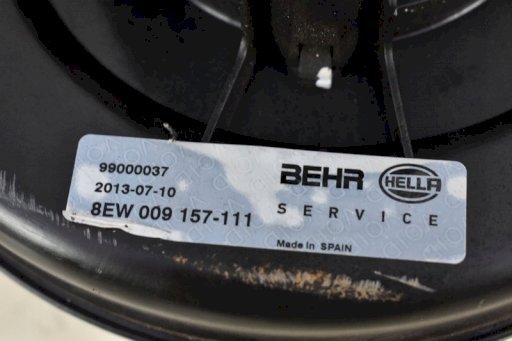 99000037
2013-07-10
8EW 009 157-111
BEHR HELLA
SERVICE
Made in SPAIN